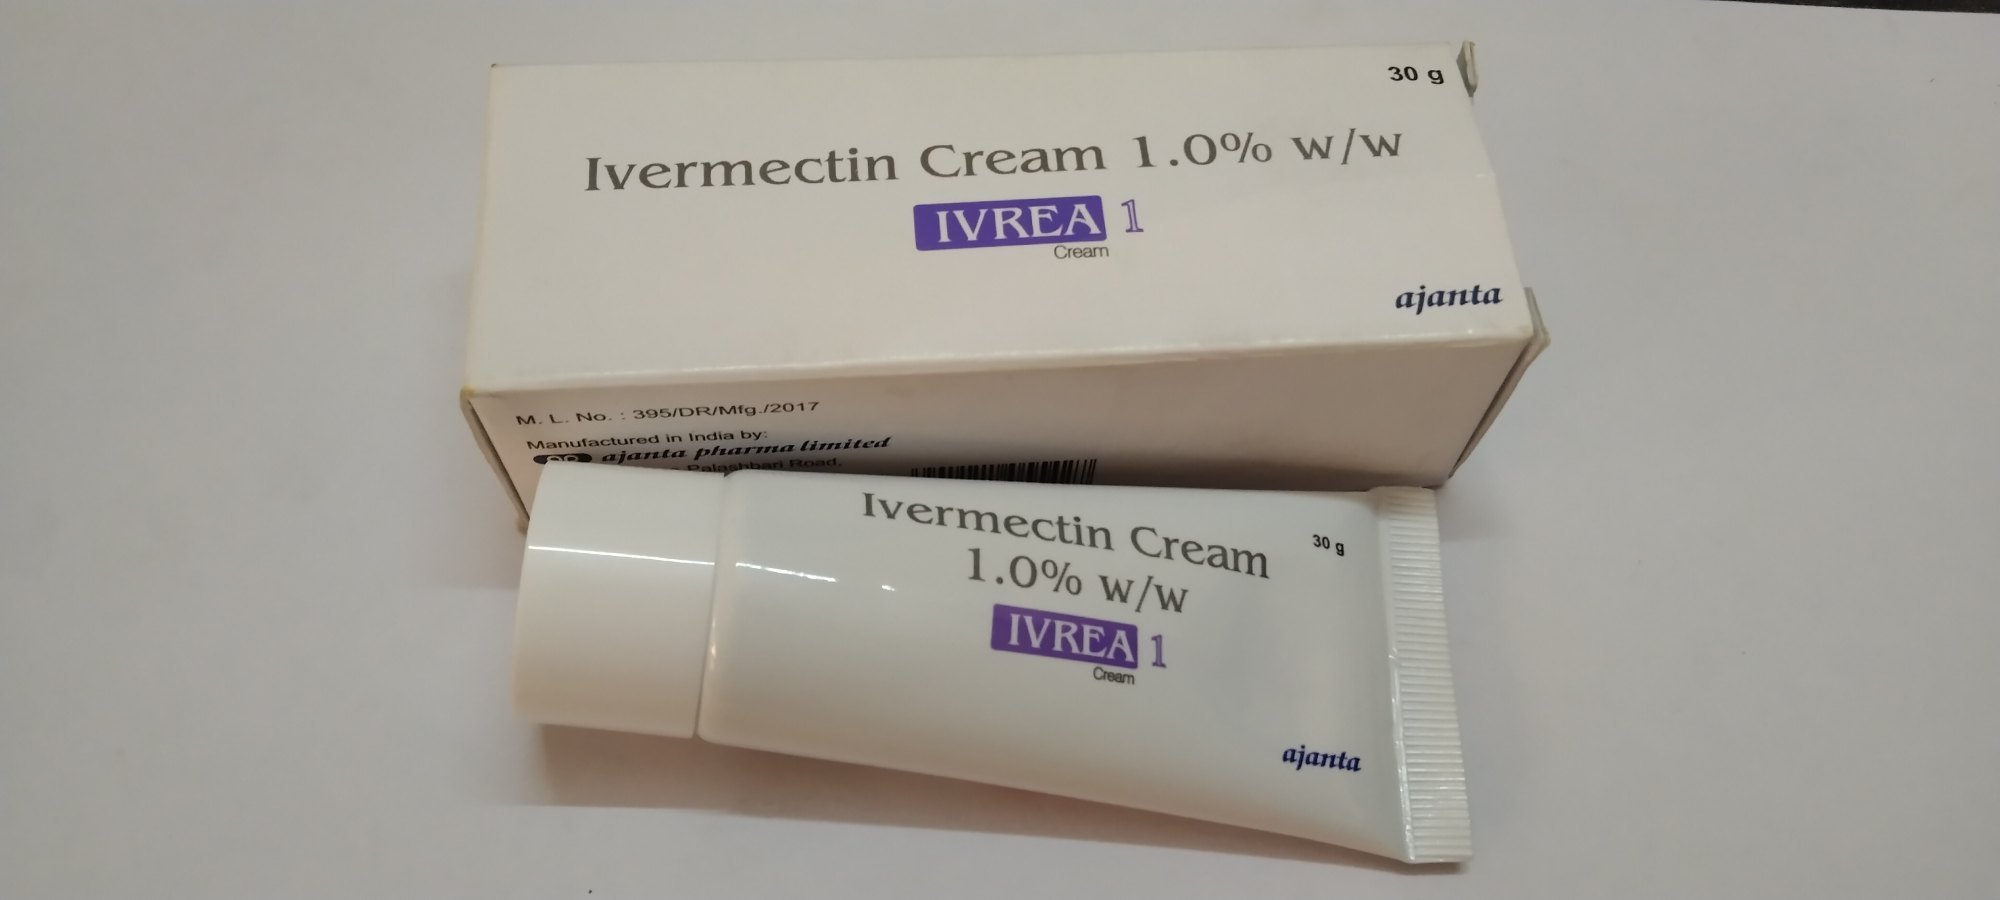 30 g
Ivermectin Cream 1.0% w/w
IVREA 1
Cream
ajanta
M. L. No. : 395/DR/Mfg./2017
Manufactured in India by:
ajanta pharma limited
Palashbari Road,
Ivermectin Cream
30 g
1.0% w/w
IVREA 1
Cream
ajanta